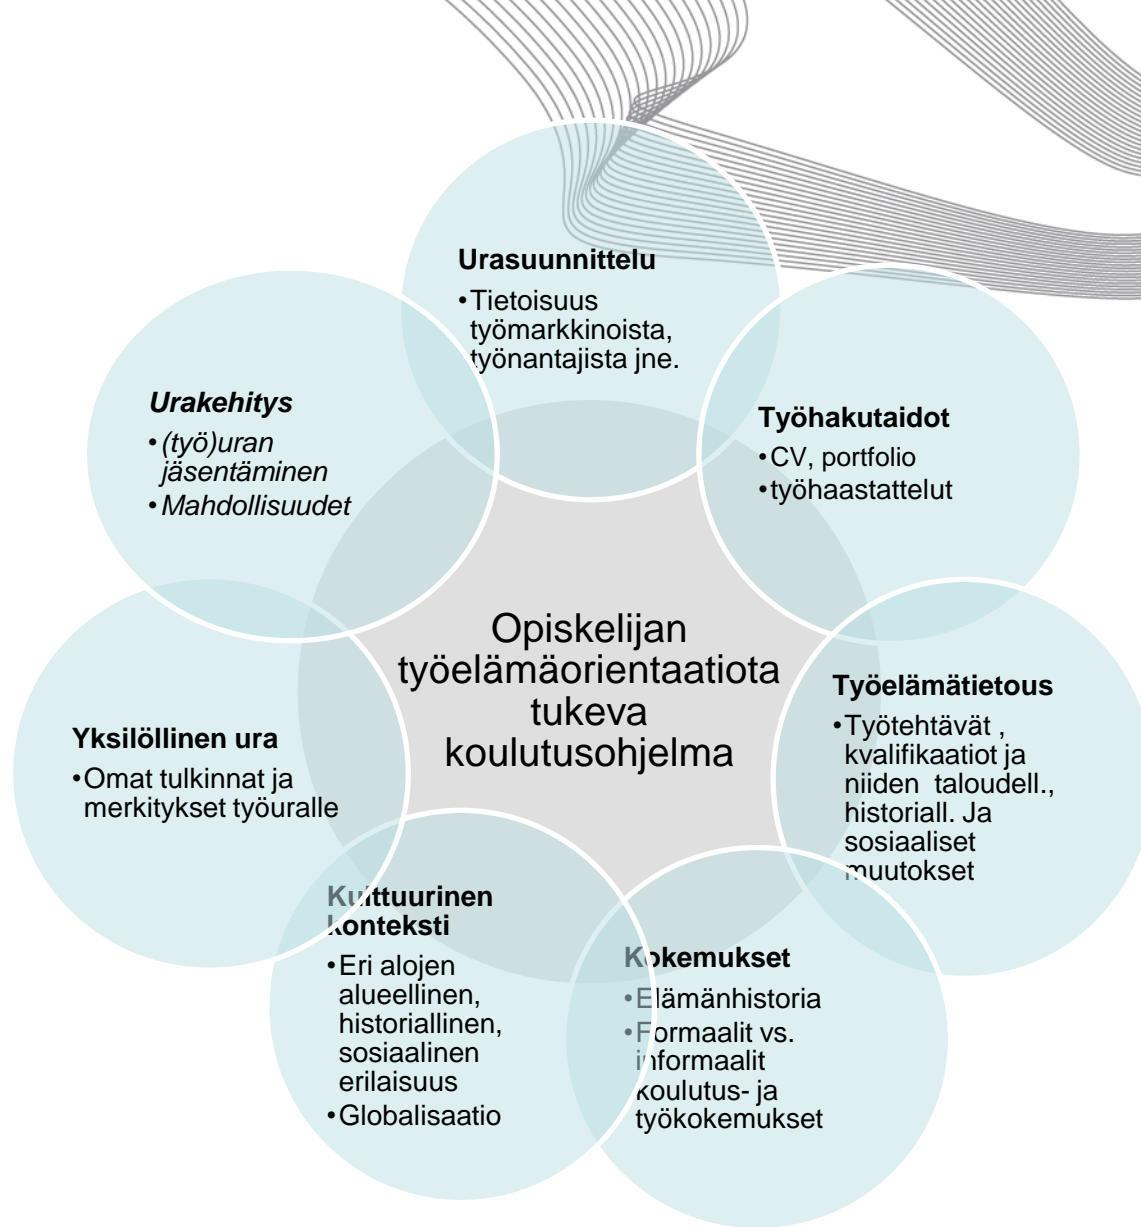 Urasuunnittelu
•Tietoisuus
työmarkkinoista,
työnantajista jne.
Työhakutaidot
•CV, portfolio
•työhaastattelut
Työelämätietous
•Työtehtävät ,
kvalifikaatiot ja
niiden taloudell.,
historiall. Ja
sosiaaliset
muutokset
Kokemukset
•Elämänhistoria
•Formaalit vs.
informaalit
koulutus- ja
työkokemukset
Kulttuurinen
konteksti
•Eri alojen
alueellinen,
historiallinen,
sosiaalinen
erilaisuus
•Globalisaatio
Yksilöllinen ura
•Omat tulkinnat ja
merkitykset työuralle
Urakehitys
•(työ)uran
jäsentäminen
•Mahdollisuudet
Opiskelijan
työelämäorientaatiota
tukeva
koulutusohjelma